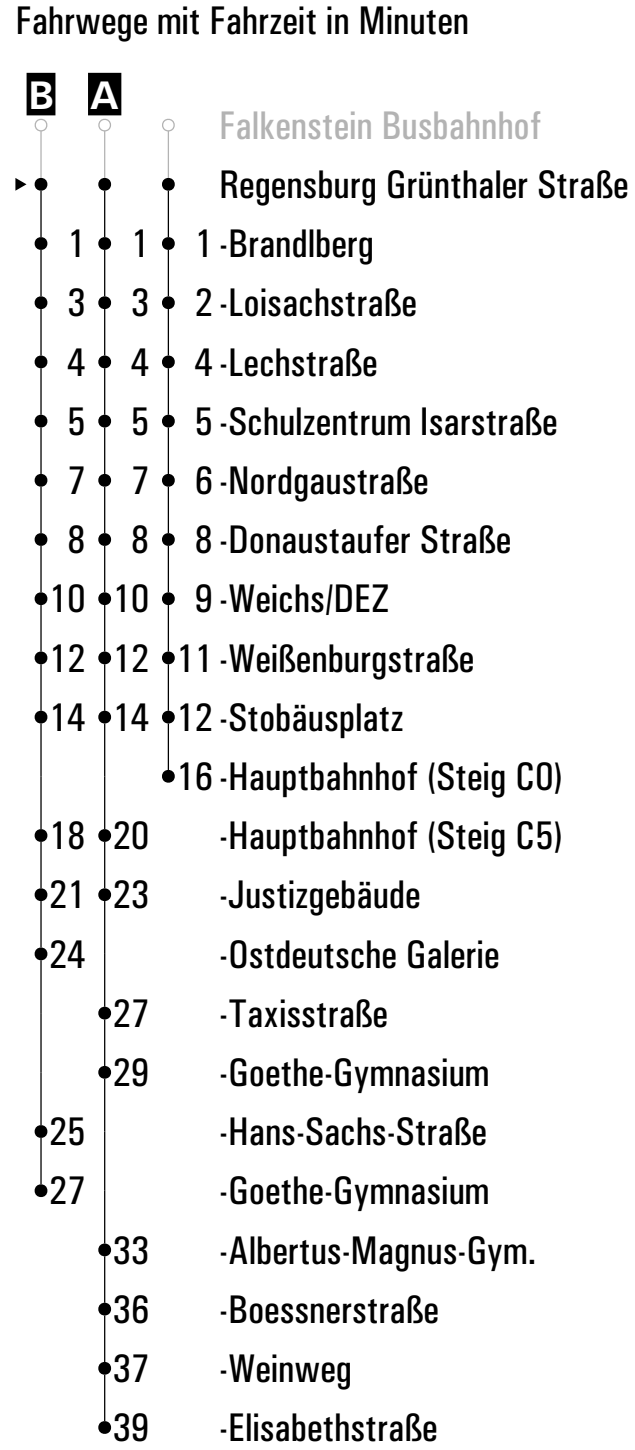 Fahrwege mit Fahrzeit in Minuten
B A
Falkenstein Busbahnhof
Regensburg Grünthaler Straße
1 1 1 -Brandlberg
3 3 2 -Loisachstraße
4 4 4 -Lechstraße
5 5 5 -Schulzentrum Isarstraße
7 7 6 -Nordgaustraße
8 8 8 -Donaustaufer Straße
10 10 9 -Weichs/DEZ
12 12 11 -Weißenburgstraße
14 14 12 -Stobäusplatz
16 -Hauptbahnhof (Steig C0)
18 20 -Hauptbahnhof (Steig C5)
21 23 -Justizgebäude
24 -Ostdeutsche Galerie
27 -Taxisstraße
29 -Goethe-Gymnasium
25 -Hans-Sachs-Straße
27 -Goethe-Gymnasium
33 -Albertus-Magnus-Gym.
36 -Boessnerstraße
37 -Weinweg
39 -Elisabethstraße